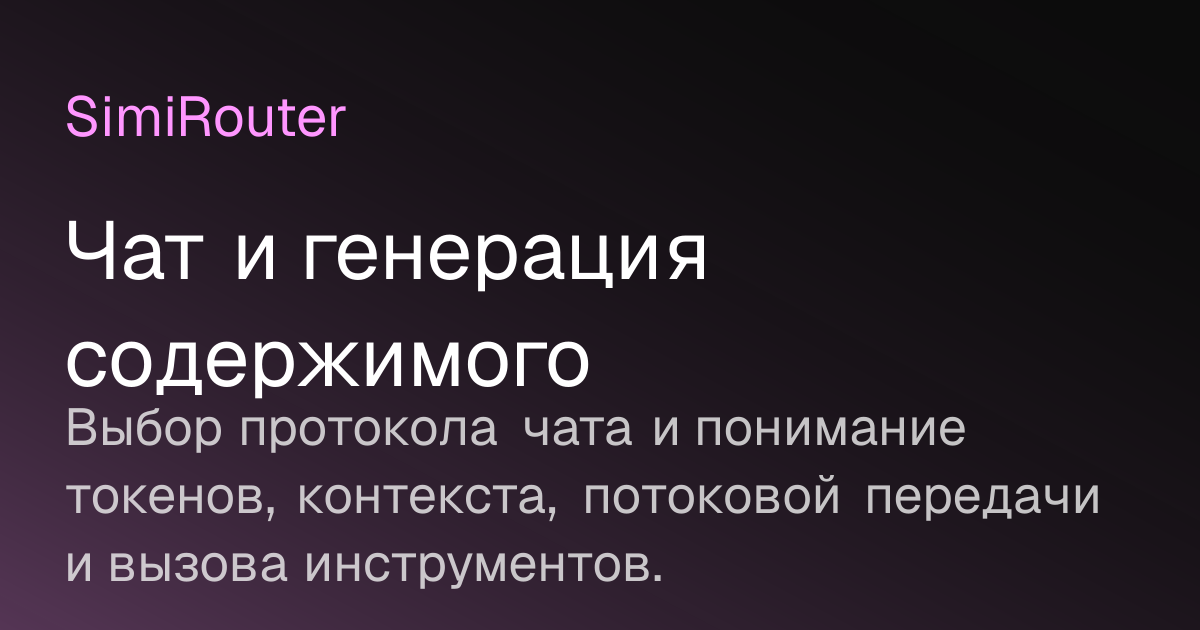 SimiRouter
Чат и генерация
содержимого
Выбор протокола чата и понимание
токенов, контекста, потоковой передачи
и вызова инструментов.